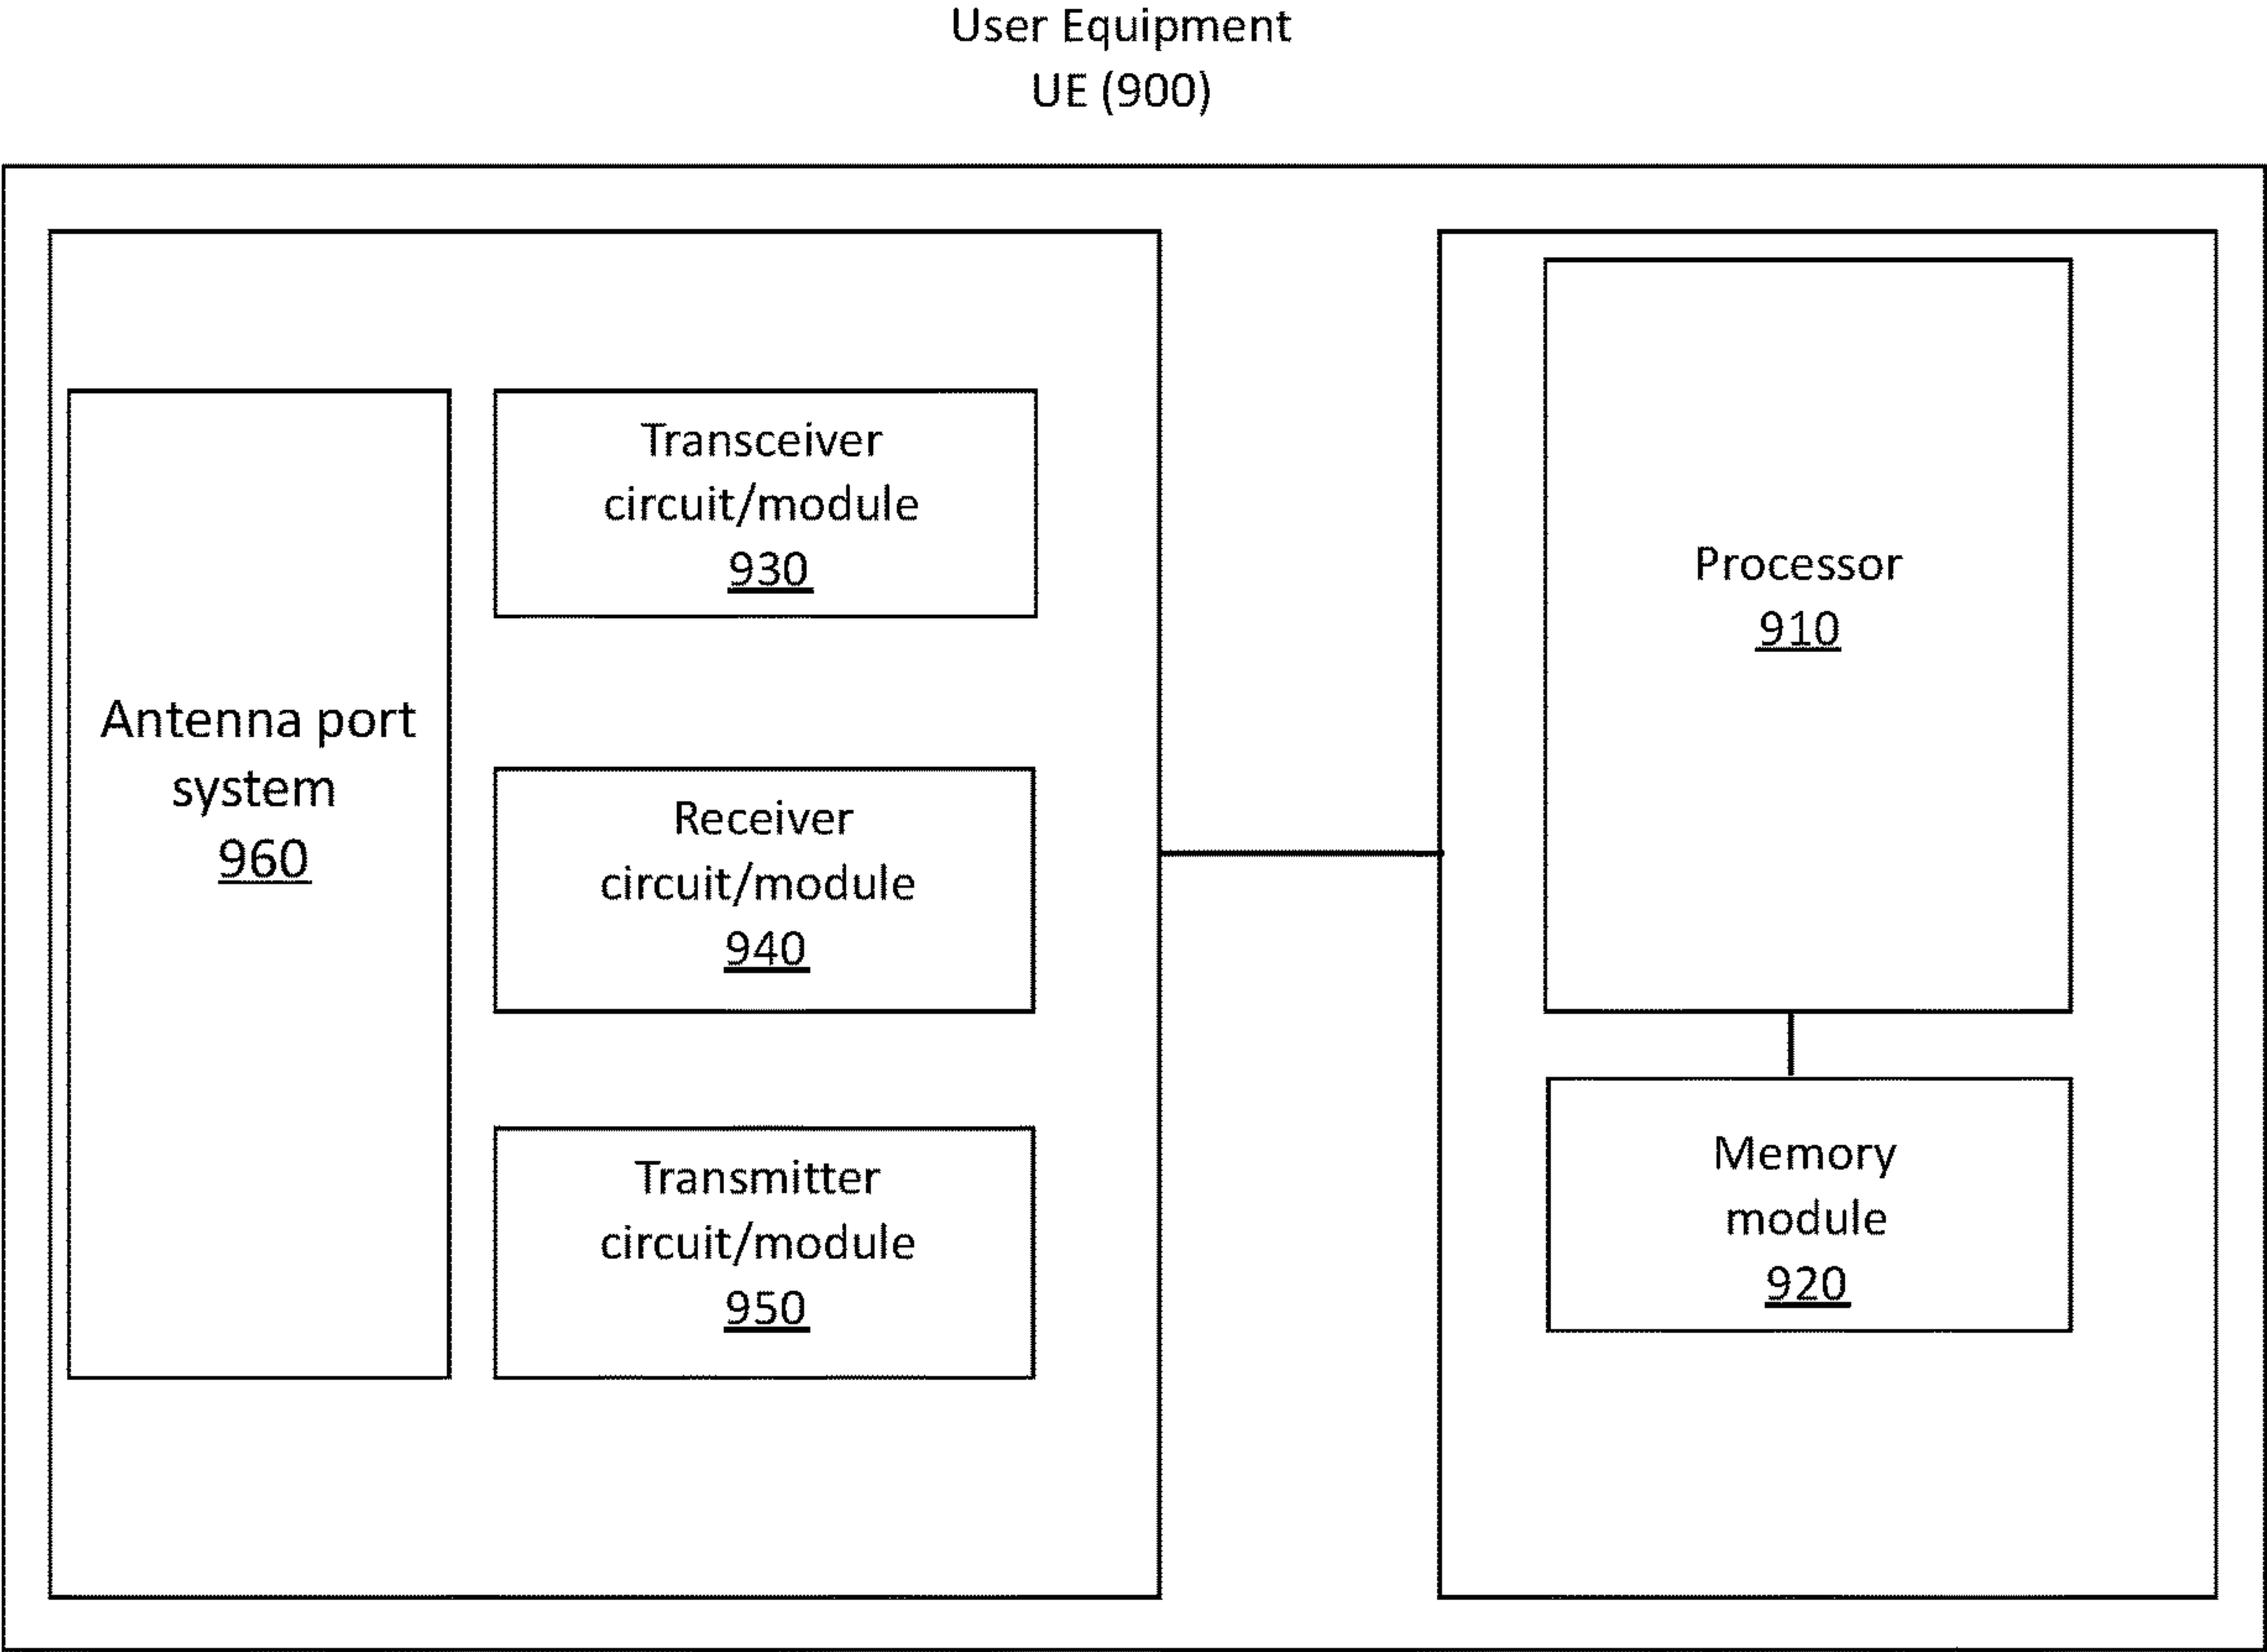 User Equipment
UE (900)
Antenna port
system
960
Transceiver
circuit/module
930
Receiver
circuit/module
940
Transmitter
circuit/module
950
Processor
910
Memory
module
920